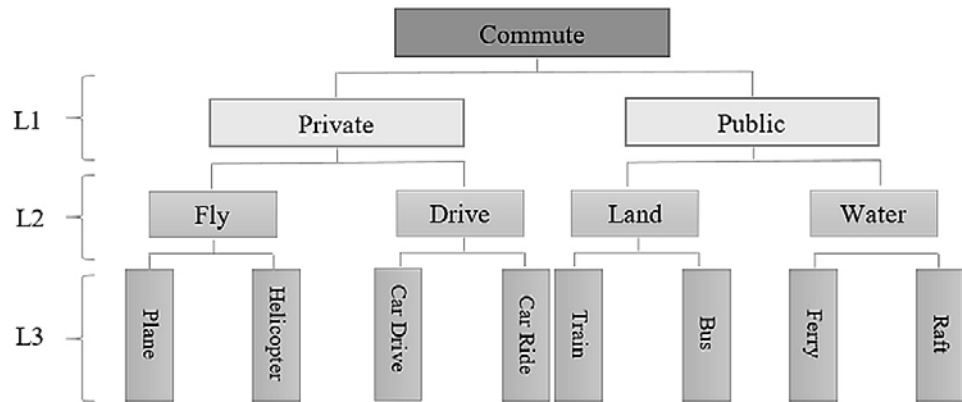 Commute
L1
Private
Public
L2
Fly
Drive
Land
Water
L3
Plane
Helicopter
Car Drive
Car Ride
Train
Bus
Ferry
Raft